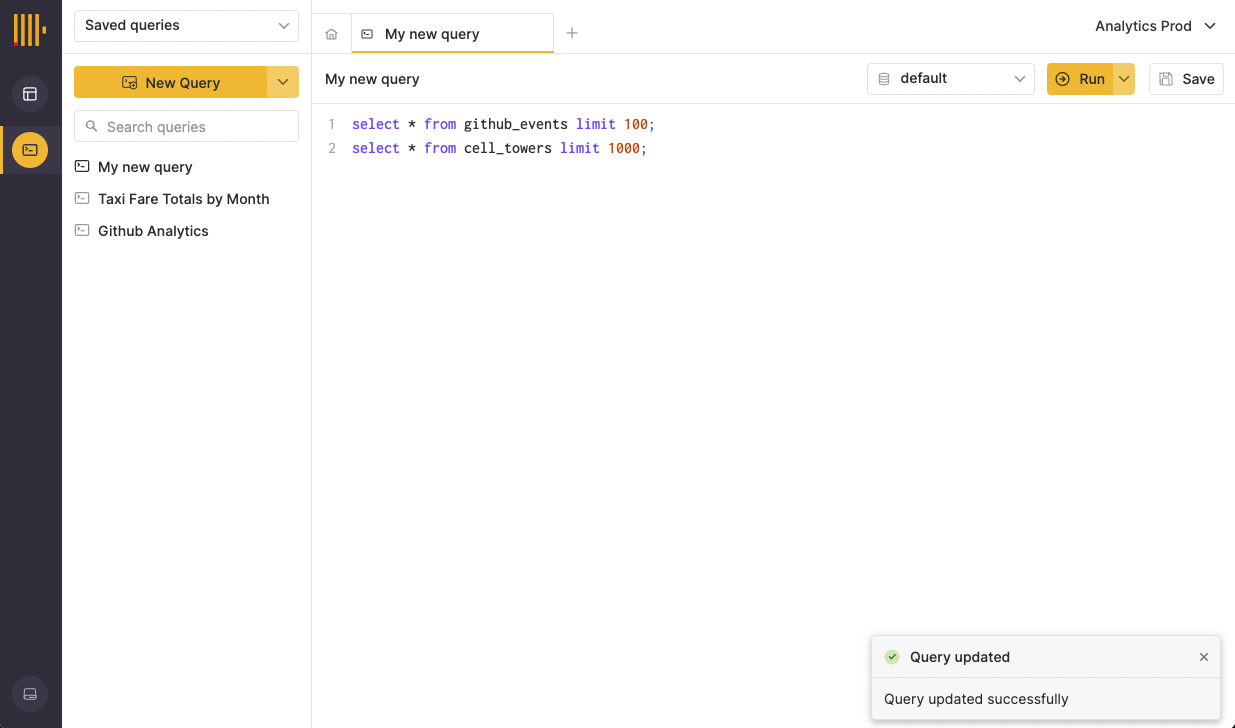 Saved queries
My new query
Analytics Prod
New Query
My new query
default
Run
Save
Search queries
1 select * from github_events limit 100;
2 select * from cell_towers limit 1000;
My new query
Taxi Fare Totals by Month
Github Analytics
Query updated
Query updated successfully